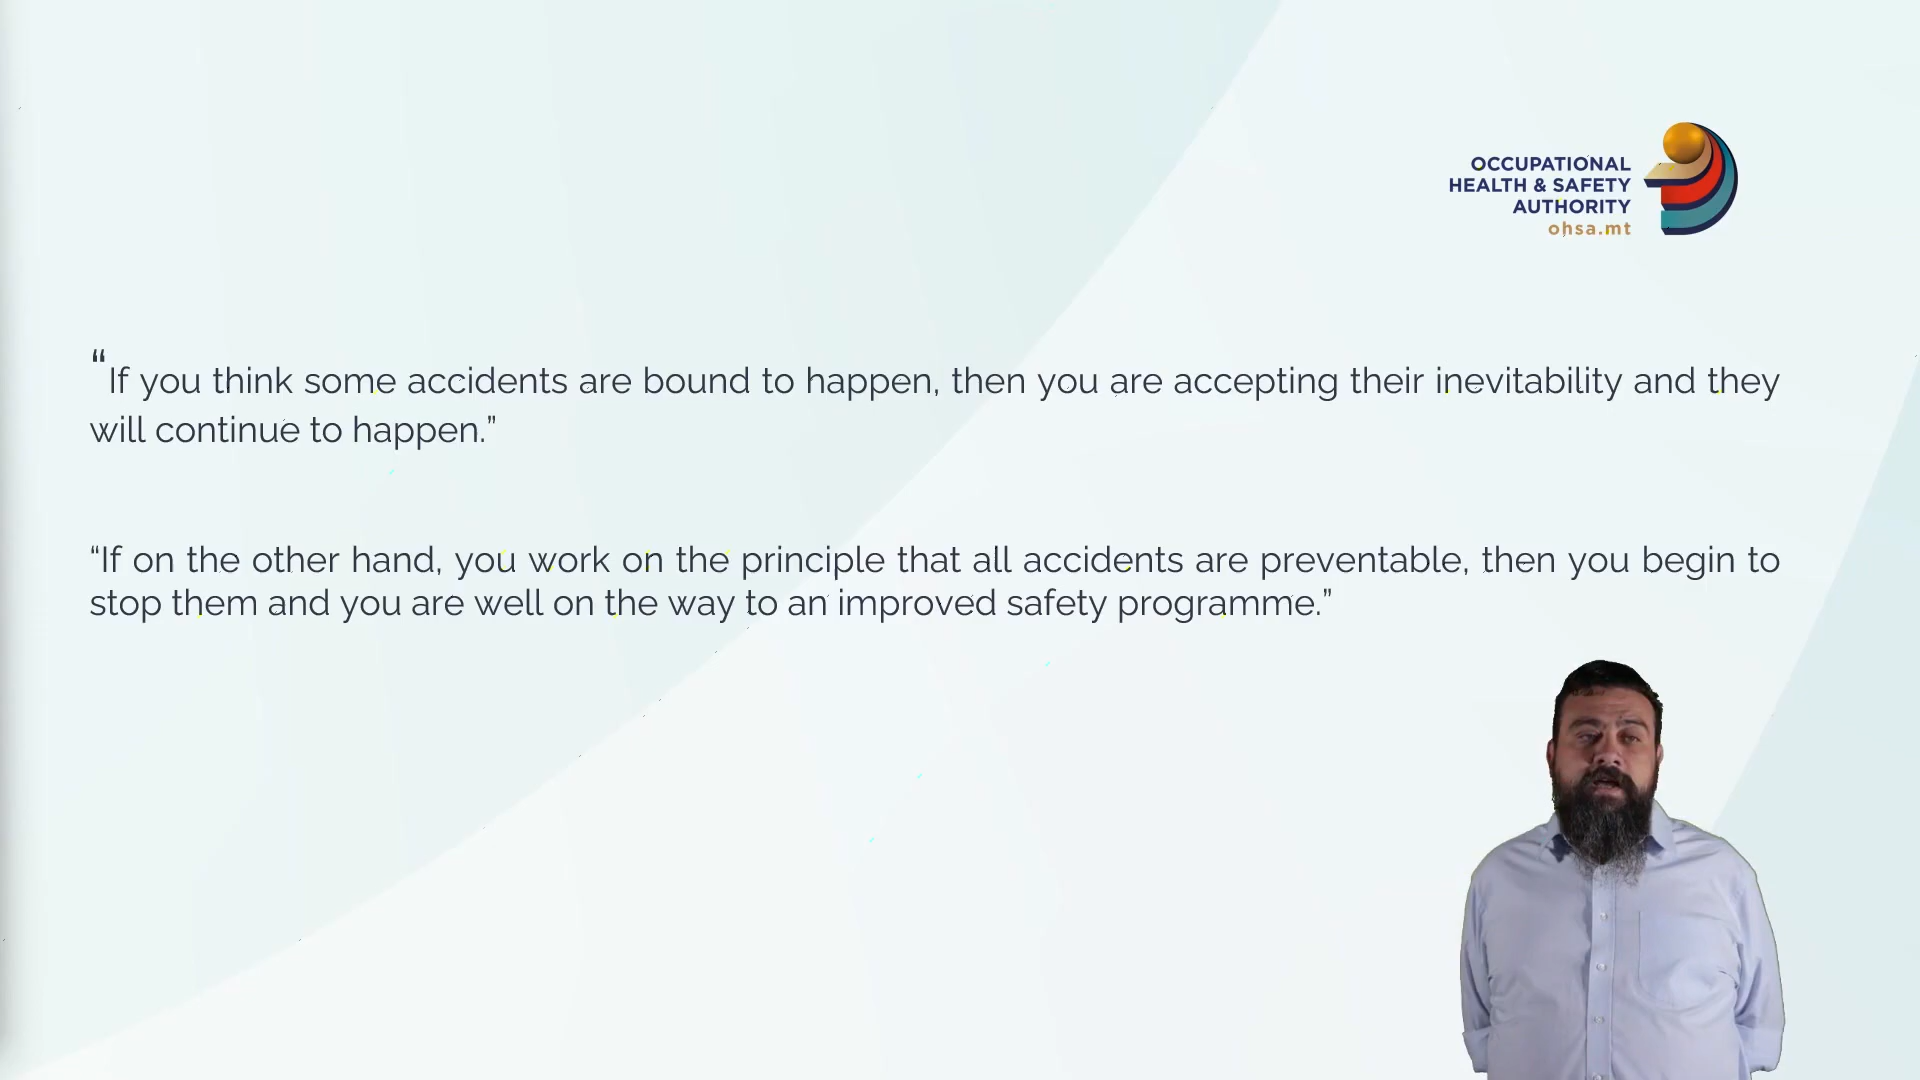 OCCUPATIONAL
HEALTH & SAFETY
AUTHORITY
ohsa.mt
“If you think some accidents are bound to happen, then you are accepting their inevitability and they
will continue to happen.”
“If on the other hand, you work on the principle that all accidents are preventable, then you begin to
stop them and you are well on the way to an improved safety programme.”